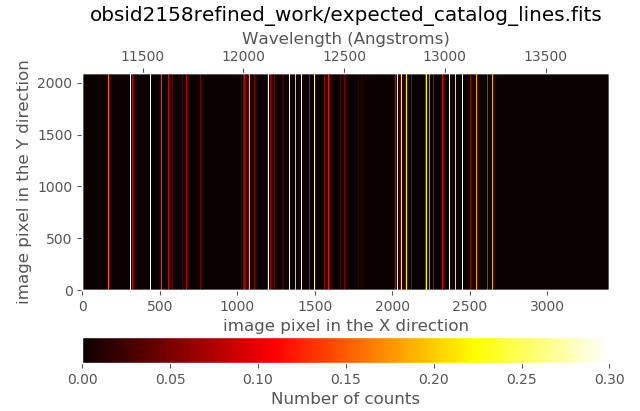 obsid2158refined_work/expected_catalog_lines.fits
Wavelength (Angstroms)
11500 12000 12500 13000 13500
image pixel in the Y direction
2000
1500
1000
500
0
0 500 1000 1500 2000 2500 3000
image pixel in the X direction
0.00 0.05 0.10 0.15 0.20 0.25 0.30
Number of counts